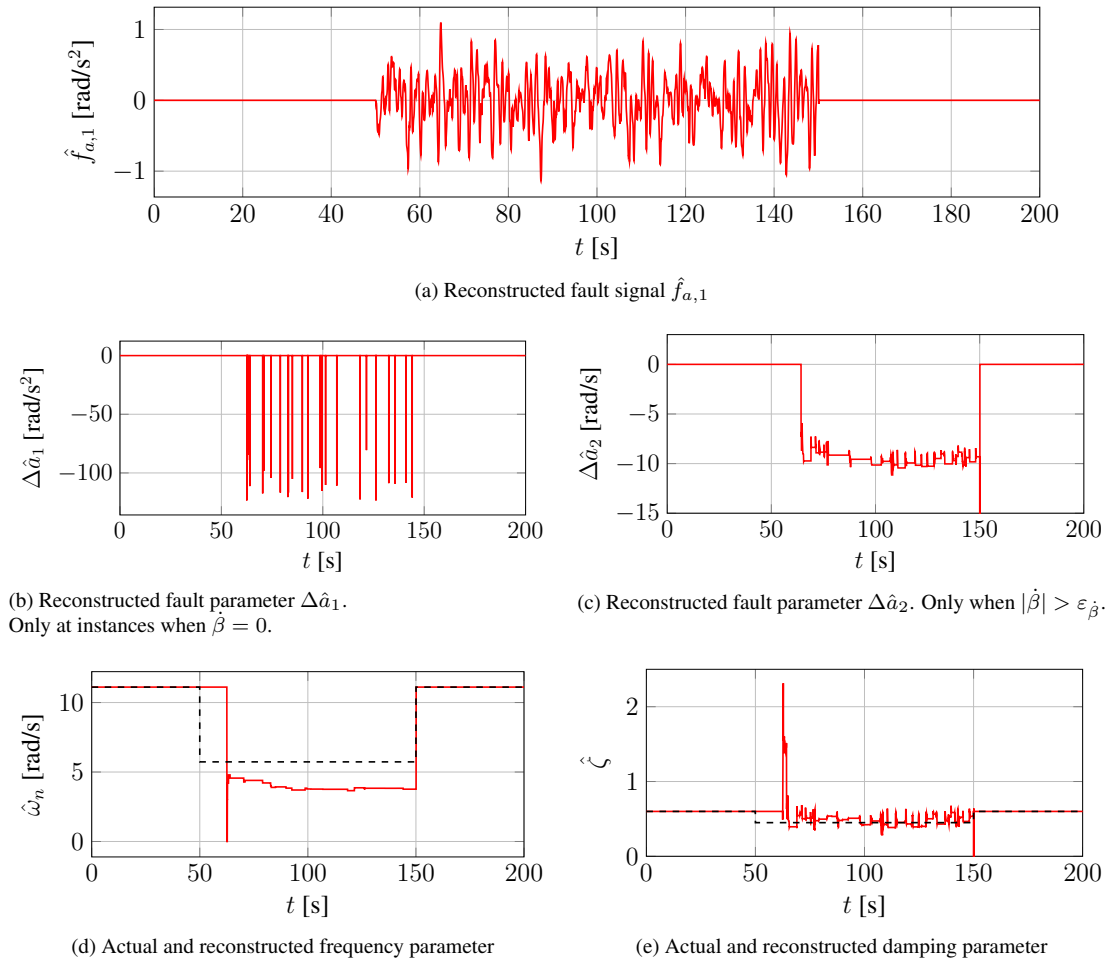 1
0
−1
f̂a,1 [rad/s²]
0 20 40 60 80 100 120 140 160 180 200
t [s]
(a) Reconstructed fault signal f̂a,1
0
−50
−100
Δâ1 [rad/s²]
0 50 100 150 200
t [s]
(b) Reconstructed fault parameter Δâ1.
Only at instances when β̇ = 0.
0
−5
−10
−15
Δâ2 [rad/s]
0 50 100 150 200
t [s]
(c) Reconstructed fault parameter Δâ2. Only when |β̇| > εβ̇.
10
5
0
ω̂n [rad/s]
0 50 100 150 200
t [s]
(d) Actual and reconstructed frequency parameter
2
1
0
ζ̂
0 50 100 150 200
t [s]
(e) Actual and reconstructed damping parameter